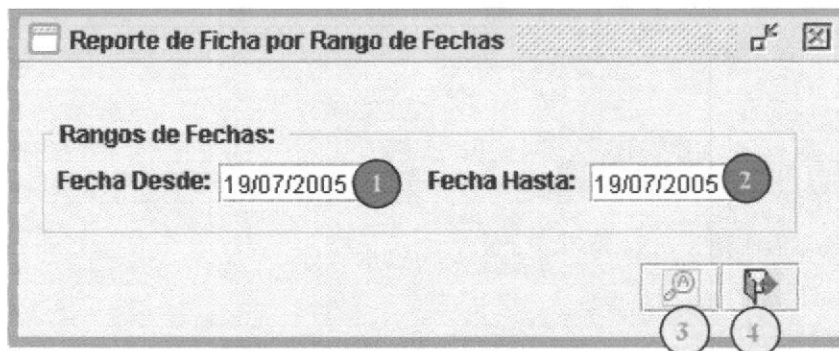 Reporte de Ficha por Rango de Fechas
Rangos de Fechas:
Fecha Desde: 19/07/2005 1 Fecha Hasta: 19/07/2005 2
A
3 4